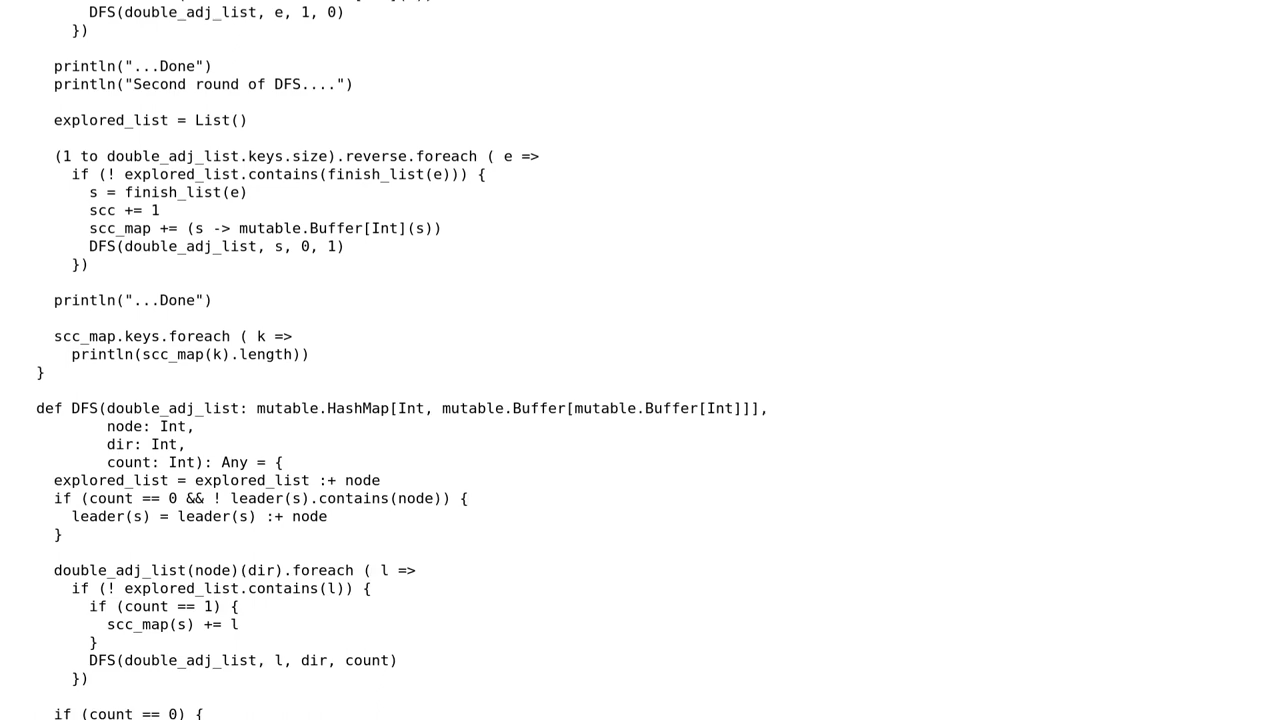 DFS(double_adj_list, e, 1, 0)
})
println("...Done")
println("Second round of DFS....")
explored_list = List()
(1 to double_adj_list.keys.size).reverse.foreach ( e =>
if (! explored_list.contains(finish_list(e))) {
s = finish_list(e)
scc += 1
scc_map += (s -> mutable.Buffer[Int](s))
DFS(double_adj_list, s, 0, 1)
})
println("...Done")
scc_map.keys.foreach ( k =>
println(scc_map(k).length))
}
def DFS(double_adj_list: mutable.HashMap[Int, mutable.Buffer[mutable.Buffer[Int]]],
node: Int,
dir: Int,
count: Int): Any = {
explored_list = explored_list :+ node
if (count == 0 && ! leader(s).contains(node)) {
leader(s) = leader(s) :+ node
}
double_adj_list(node)(dir).foreach ( l =>
if (! explored_list.contains(l)) {
if (count == 1) {
scc_map(s) += l
}
DFS(double_adj_list, l, dir, count)
})
if (count == 0) {